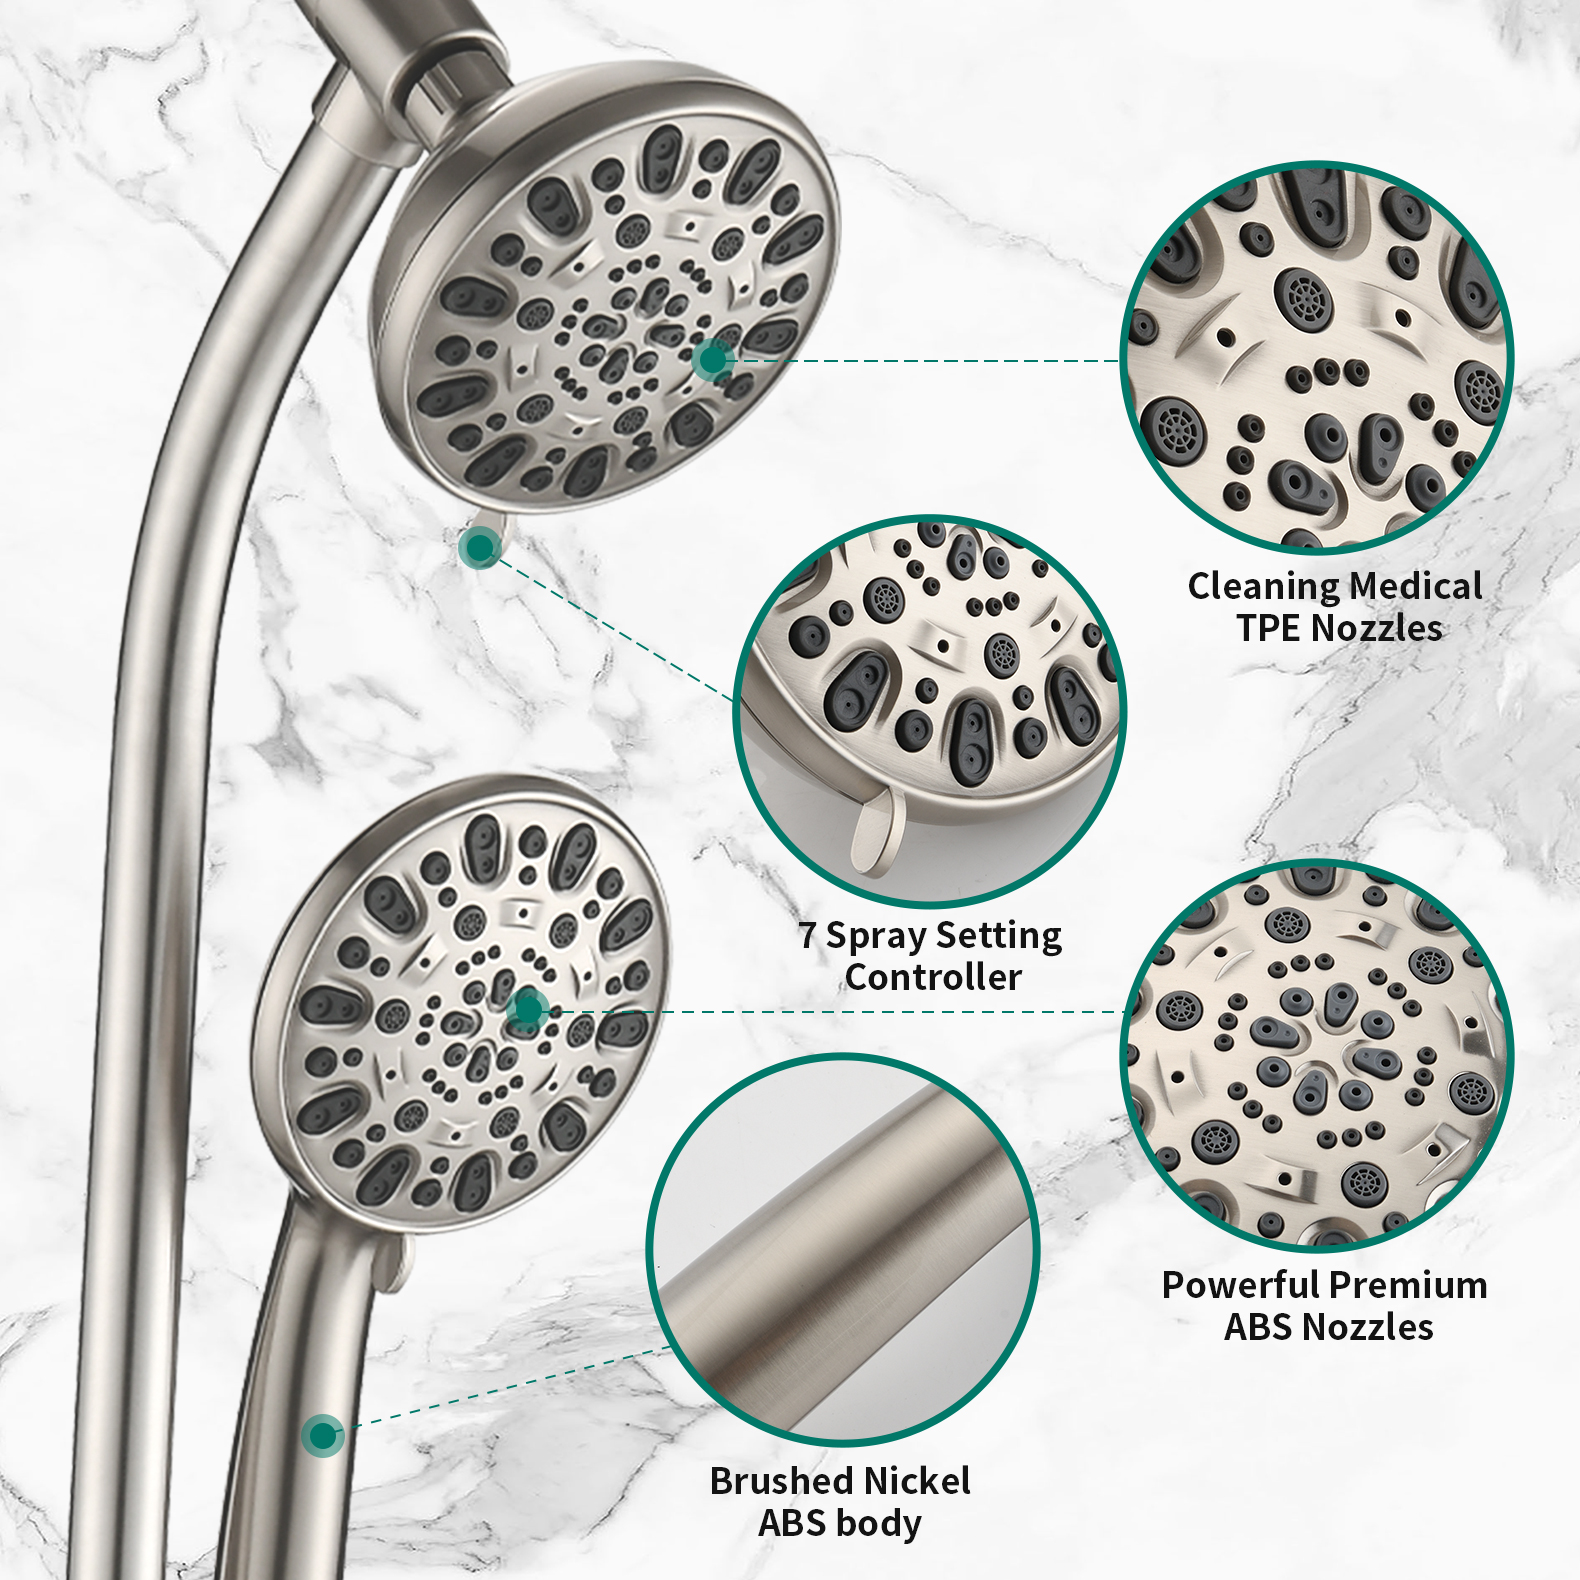 Cleaning Medical
TPE Nozzles
7 Spray Setting
Controller
Powerful Premium
ABS Nozzles
Brushed Nickel
ABS body